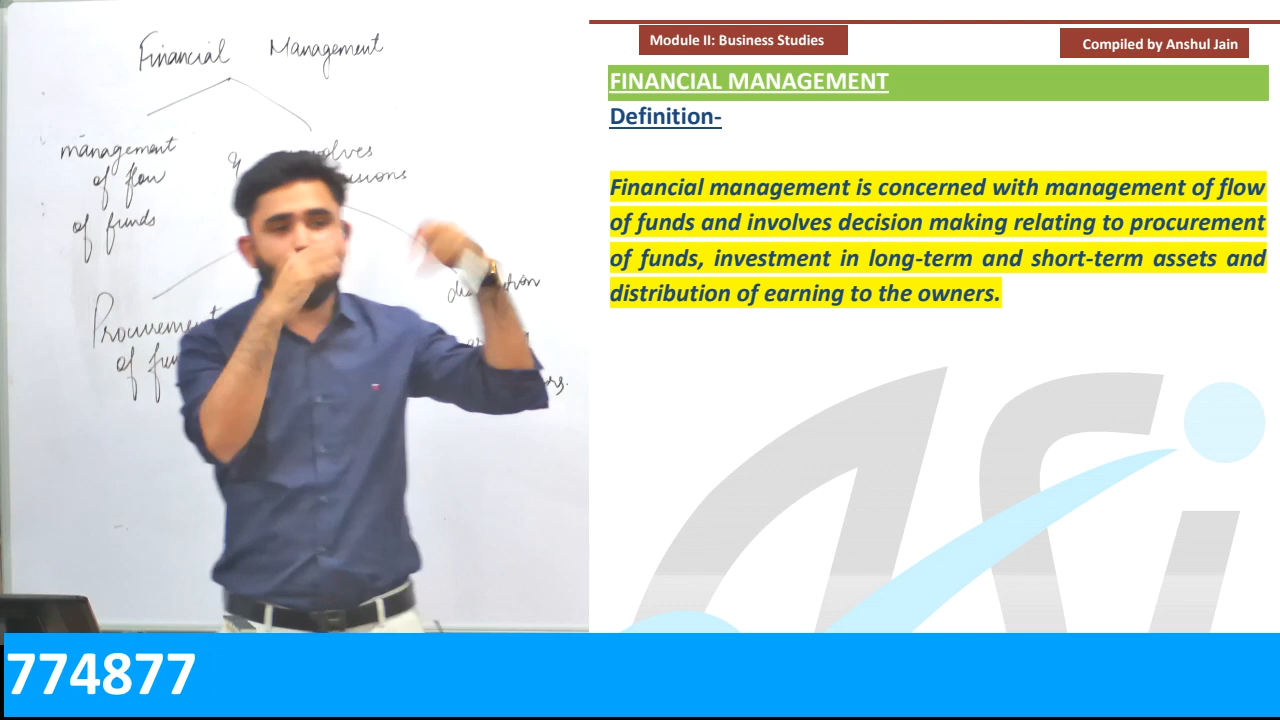 Financial Management
management
of flow
of funds
Procurement
of
Module II: Business Studies
Compiled by Anshul Jain
FINANCIAL MANAGEMENT
Definition-
Financial management is concerned with management of flow
of funds and involves decision making relating to procurement
of funds, investment in long-term and short-term assets and
distribution of earning to the owners.
774877